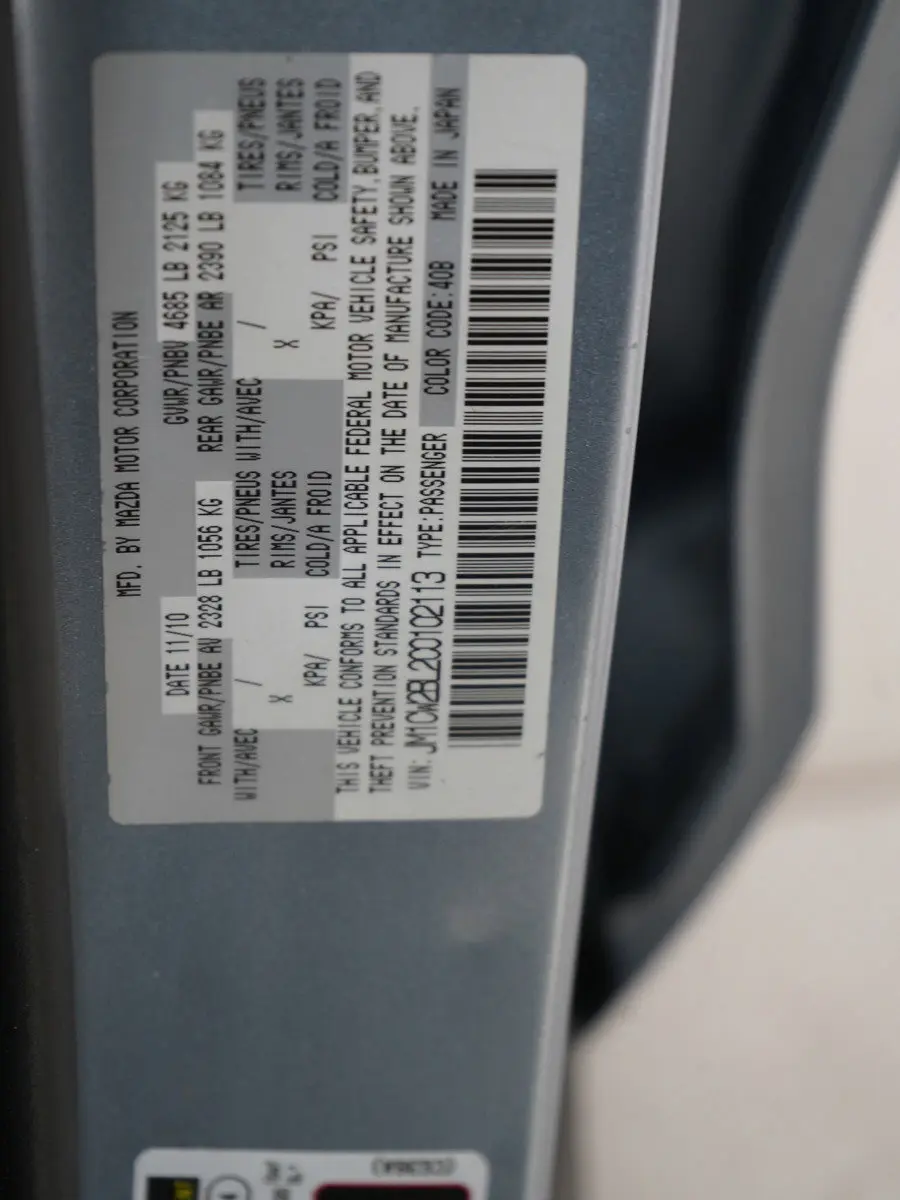 MFD. BY MAZDA MOTOR CORPORATION
DATE 11/10 GVWR/PNBV 4685 LB 2125 KG
FRONT GAWR/PNBE AV 2328 LB 1056 KG REAR GAWR/PNBE AR 2390 LB 1084 KG
WITH/AVEC / TIRES/PNEUS WITH/AVEC / TIRES/PNEUS
X RIMS/JANTES X RIMS/JANTES
KPA/ PSI COLD/A FROID KPA/ PSI COLD/A FROID
THIS VEHICLE CONFORMS TO ALL APPLICABLE FEDERAL MOTOR VEHICLE SAFETY, BUMPER, AND
THEFT PREVENTION STANDARDS IN EFFECT ON THE DATE OF MANUFACTURE SHOWN ABOVE.
VIN: JM1CW2BL2C0102113 TYPE:PASSENGER COLOR CODE:40B MADE IN JAPAN